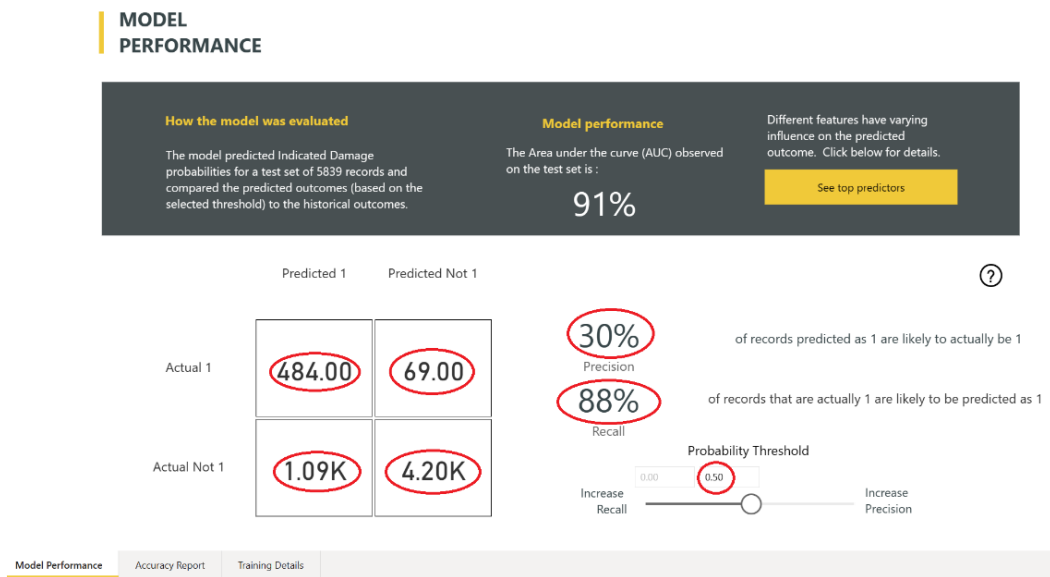 MODEL
PERFORMANCE
How the model was evaluated
The model predicted Indicated Damage
probabilities for a test set of 5839 records and
compared the predicted outcomes (based on the
selected threshold) to the historical outcomes.
Model performance
The Area under the curve (AUC) observed
on the test set is :
91%
Different features have varying
influence on the predicted
outcome. Click below for details.
See top predictors
Predicted 1
Predicted Not 1
?
Actual 1
484.00
69.00
Actual Not 1
1.09K
4.20K
30%
Precision
of records predicted as 1 are likely to actually be 1
88%
Recall
of records that are actually 1 are likely to be predicted as 1
Probability Threshold
0.00
0.50
Increase
Recall
Increase
Precision
Model Performance
Accuracy Report
Training Details